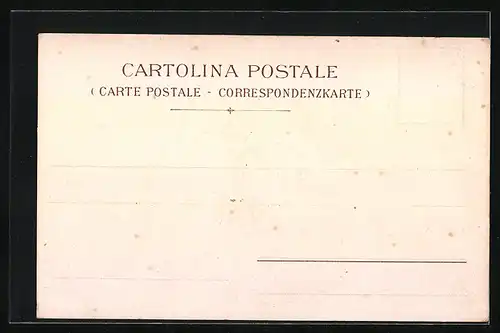 CARTOLINA POSTALE
( CARTE POSTALE - CORRESPONDENZKARTE )